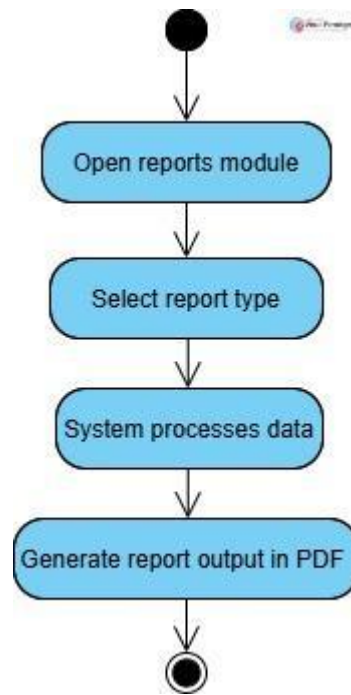 Open reports module
Select report type
System processes data
Generate report output in PDF